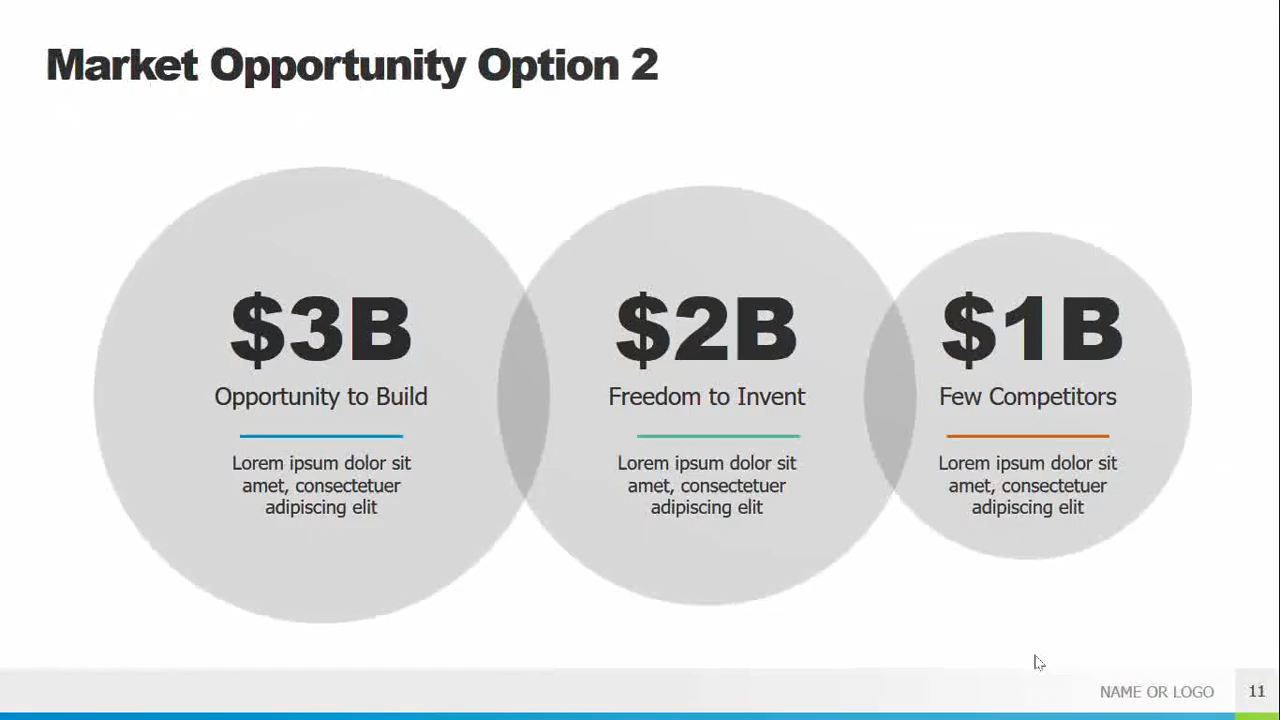 Market Opportunity Option 2
$3B
Opportunity to Build
Lorem ipsum dolor sit
amet, consectetuer
adipiscing elit
$2B
Freedom to Invent
Lorem ipsum dolor sit
amet, consectetuer
adipiscing elit
$1B
Few Competitors
Lorem ipsum dolor sit
amet, consectetuer
adipiscing elit
NAME OR LOGO
11